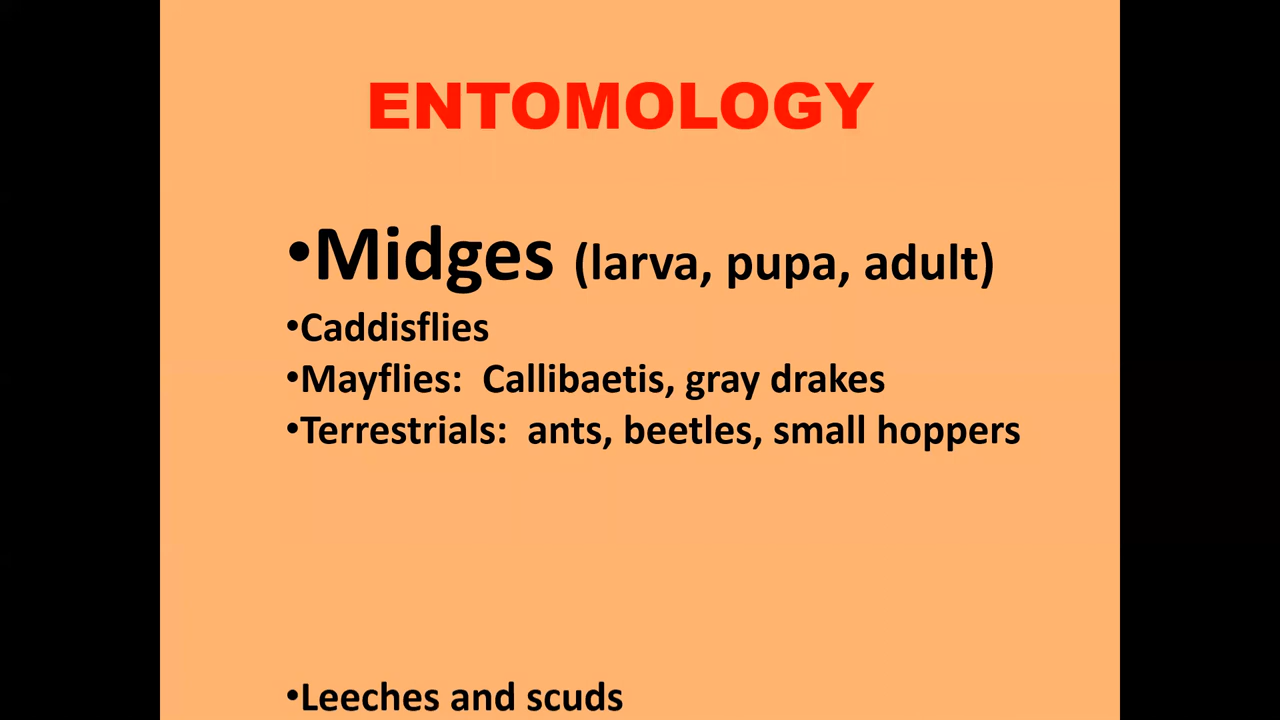 ENTOMOLOGY
•Midges (larva, pupa, adult)
•Caddisflies
•Mayflies:  Callibaetis, gray drakes
•Terrestrials:  ants, beetles, small hoppers
•Leeches and scuds